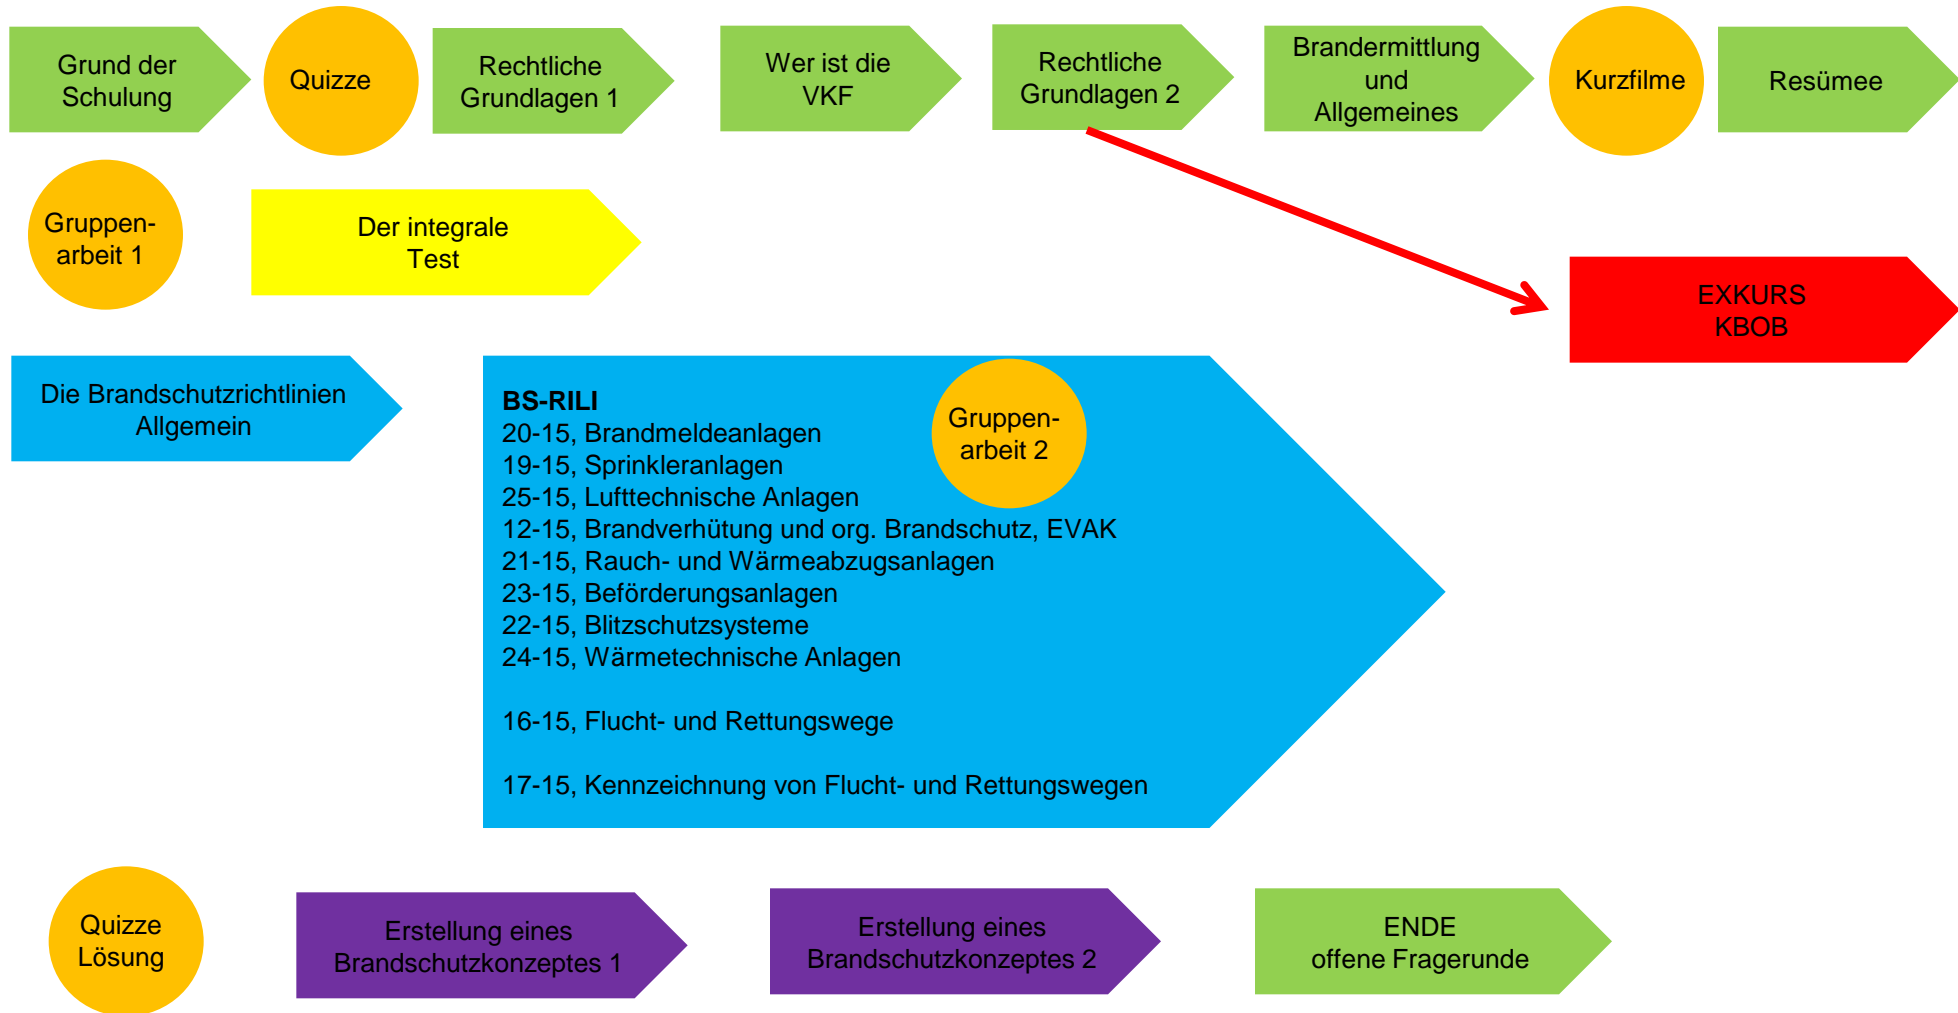 Grund der
Schulung
Quizze
Rechtliche
Grundlagen 1
Wer ist die
VKF
Rechtliche
Grundlagen 2
Brandermittlung
und
Allgemeines
Kurzfilme
Resümee
Gruppen-
arbeit 1
Der integrale
Test
EXKURS
KBOB
Die Brandschutzrichtlinien
Allgemein
BS-RILI
20-15, Brandmeldeanlagen
19-15, Sprinkleranlagen
25-15, Lufttechnische Anlagen
12-15, Brandverhütung und org. Brandschutz, EVAK
21-15, Rauch- und Wärmeabzugsanlagen
23-15, Beförderungsanlagen
22-15, Blitzschutzsysteme
24-15, Wärmetechnische Anlagen
16-15, Flucht- und Rettungswege
17-15, Kennzeichnung von Flucht- und Rettungswegen
Gruppen-
arbeit 2
Quizze
Lösung
Erstellung eines
Brandschutzkonzeptes 1
Erstellung eines
Brandschutzkonzeptes 2
ENDE
offene Fragerunde